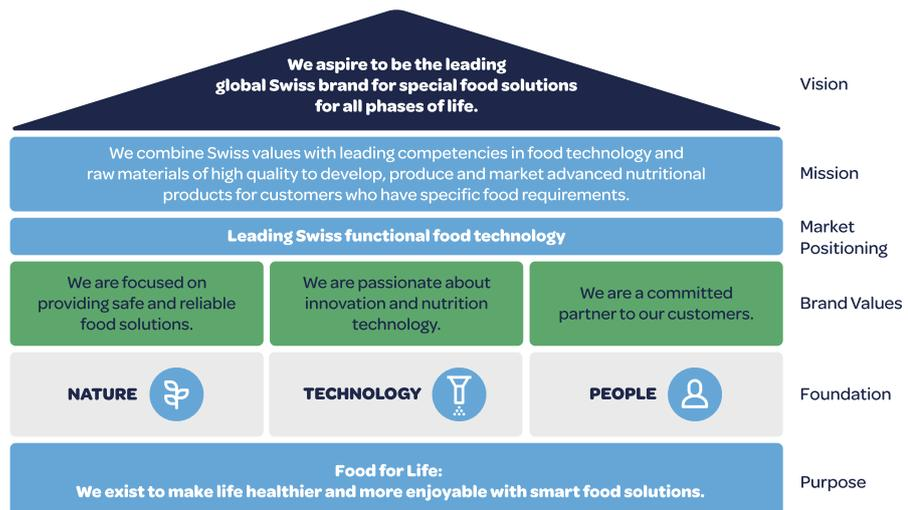 We aspire to be the leading
global Swiss brand for special food solutions
for all phases of life.
Vision
We combine Swiss values with leading competencies in food technology and
raw materials of high quality to develop, produce and market advanced nutritional
products for customers who have specific food requirements.
Mission
Leading Swiss functional food technology
Market
Positioning
We are focused on
providing safe and reliable
food solutions.
We are passionate about
innovation and nutrition
technology.
We are a committed
partner to our customers.
Brand Values
NATURE
TECHNOLOGY
PEOPLE
Foundation
Food for Life:
We exist to make life healthier and more enjoyable with smart food solutions.
Purpose